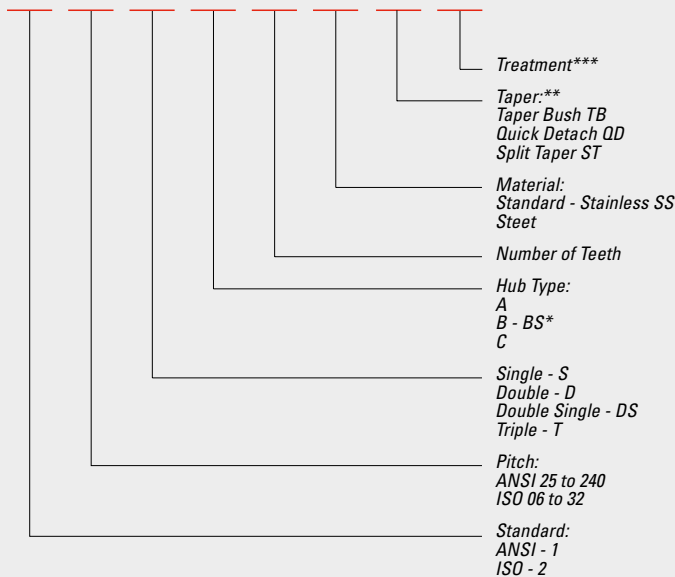 Treatment***
Taper:**
Taper Bush TB
Quick Detach QD
Split Taper ST
Material:
Standard - Stainless SS
Steet
Number of Teeth
Hub Type:
A
B - BS*
C
Single - S
Double - D
Double Single - DS
Triple - T
Pitch:
ANSI 25 to 240
ISO 06 to 32
Standard:
ANSI - 1
ISO - 2